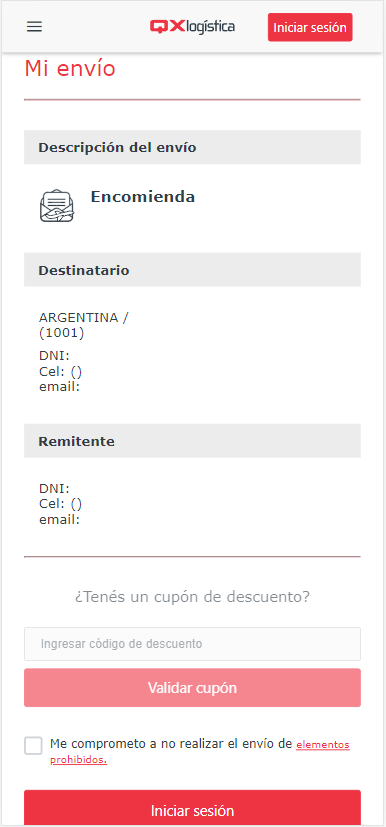 QX logística
Iniciar sesión
Mi envío
Descripción del envío
Encomienda
Destinatario
ARGENTINA /
(1001)
DNI:
Cel: ()
email:
Remitente
DNI:
Cel: ()
email:
¿Tenés un cupón de descuento?
Ingresar código de descuento
Validar cupón
Me comprometo a no realizar el envío de elementos
prohibidos.
Iniciar sesión